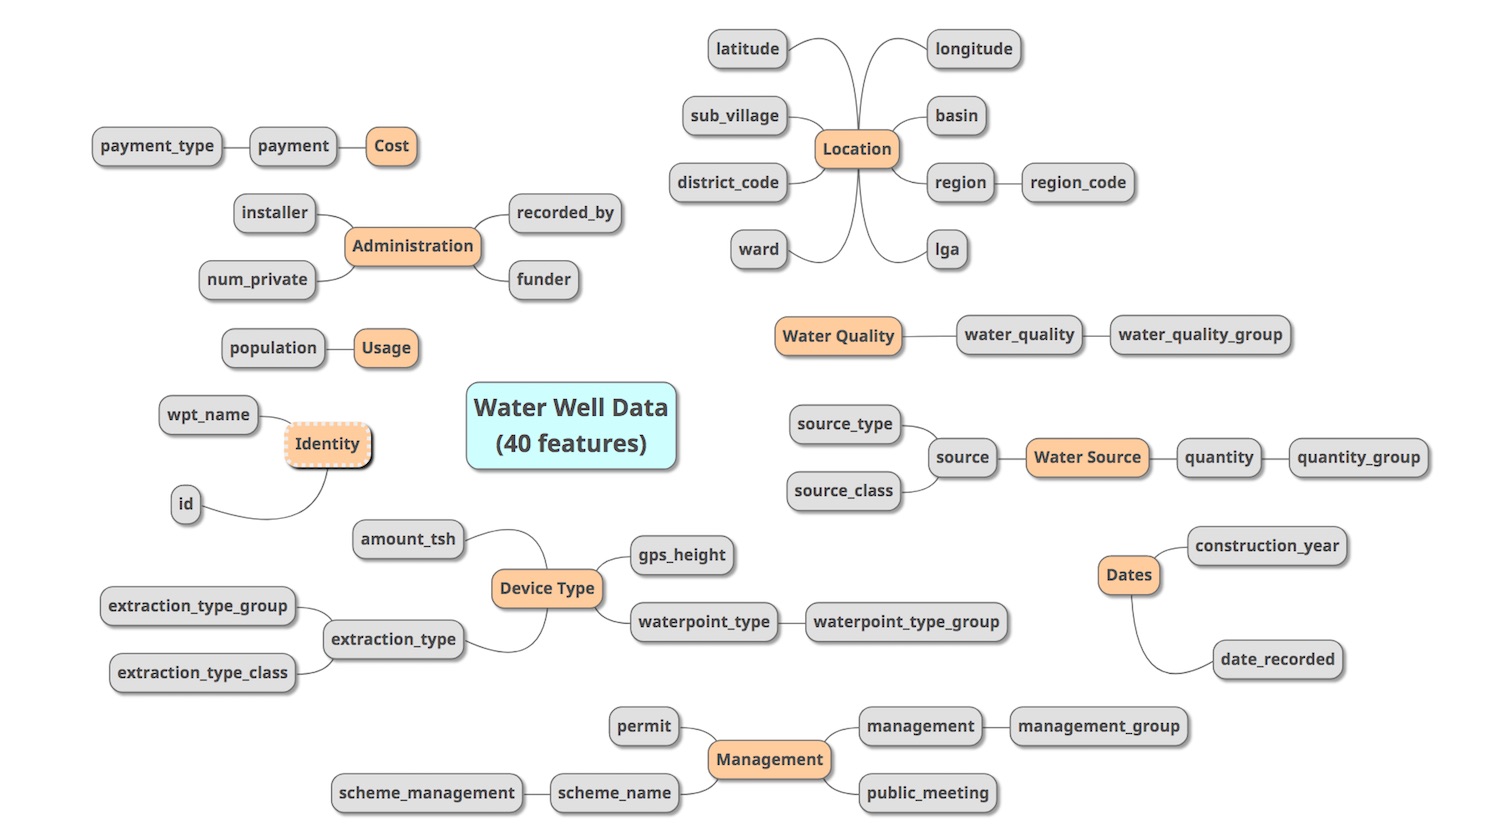 latitude
longitude
sub_village
basin
payment_type
payment
Cost
Location
district_code
region
region_code
installer
recorded_by
Administration
ward
lga
num_private
funder
Water Quality
water_quality
water_quality_group
population
Usage
wpt_name
Identity
id
Water Well Data
(40 features)
source_type
source
Water Source
quantity
quantity_group
source_class
amount_tsh
gps_height
Device Type
construction_year
Dates
extraction_type_group
waterpoint_type
waterpoint_type_group
extraction_type
extraction_type_class
date_recorded
permit
management
management_group
Management
scheme_management
scheme_name
public_meeting